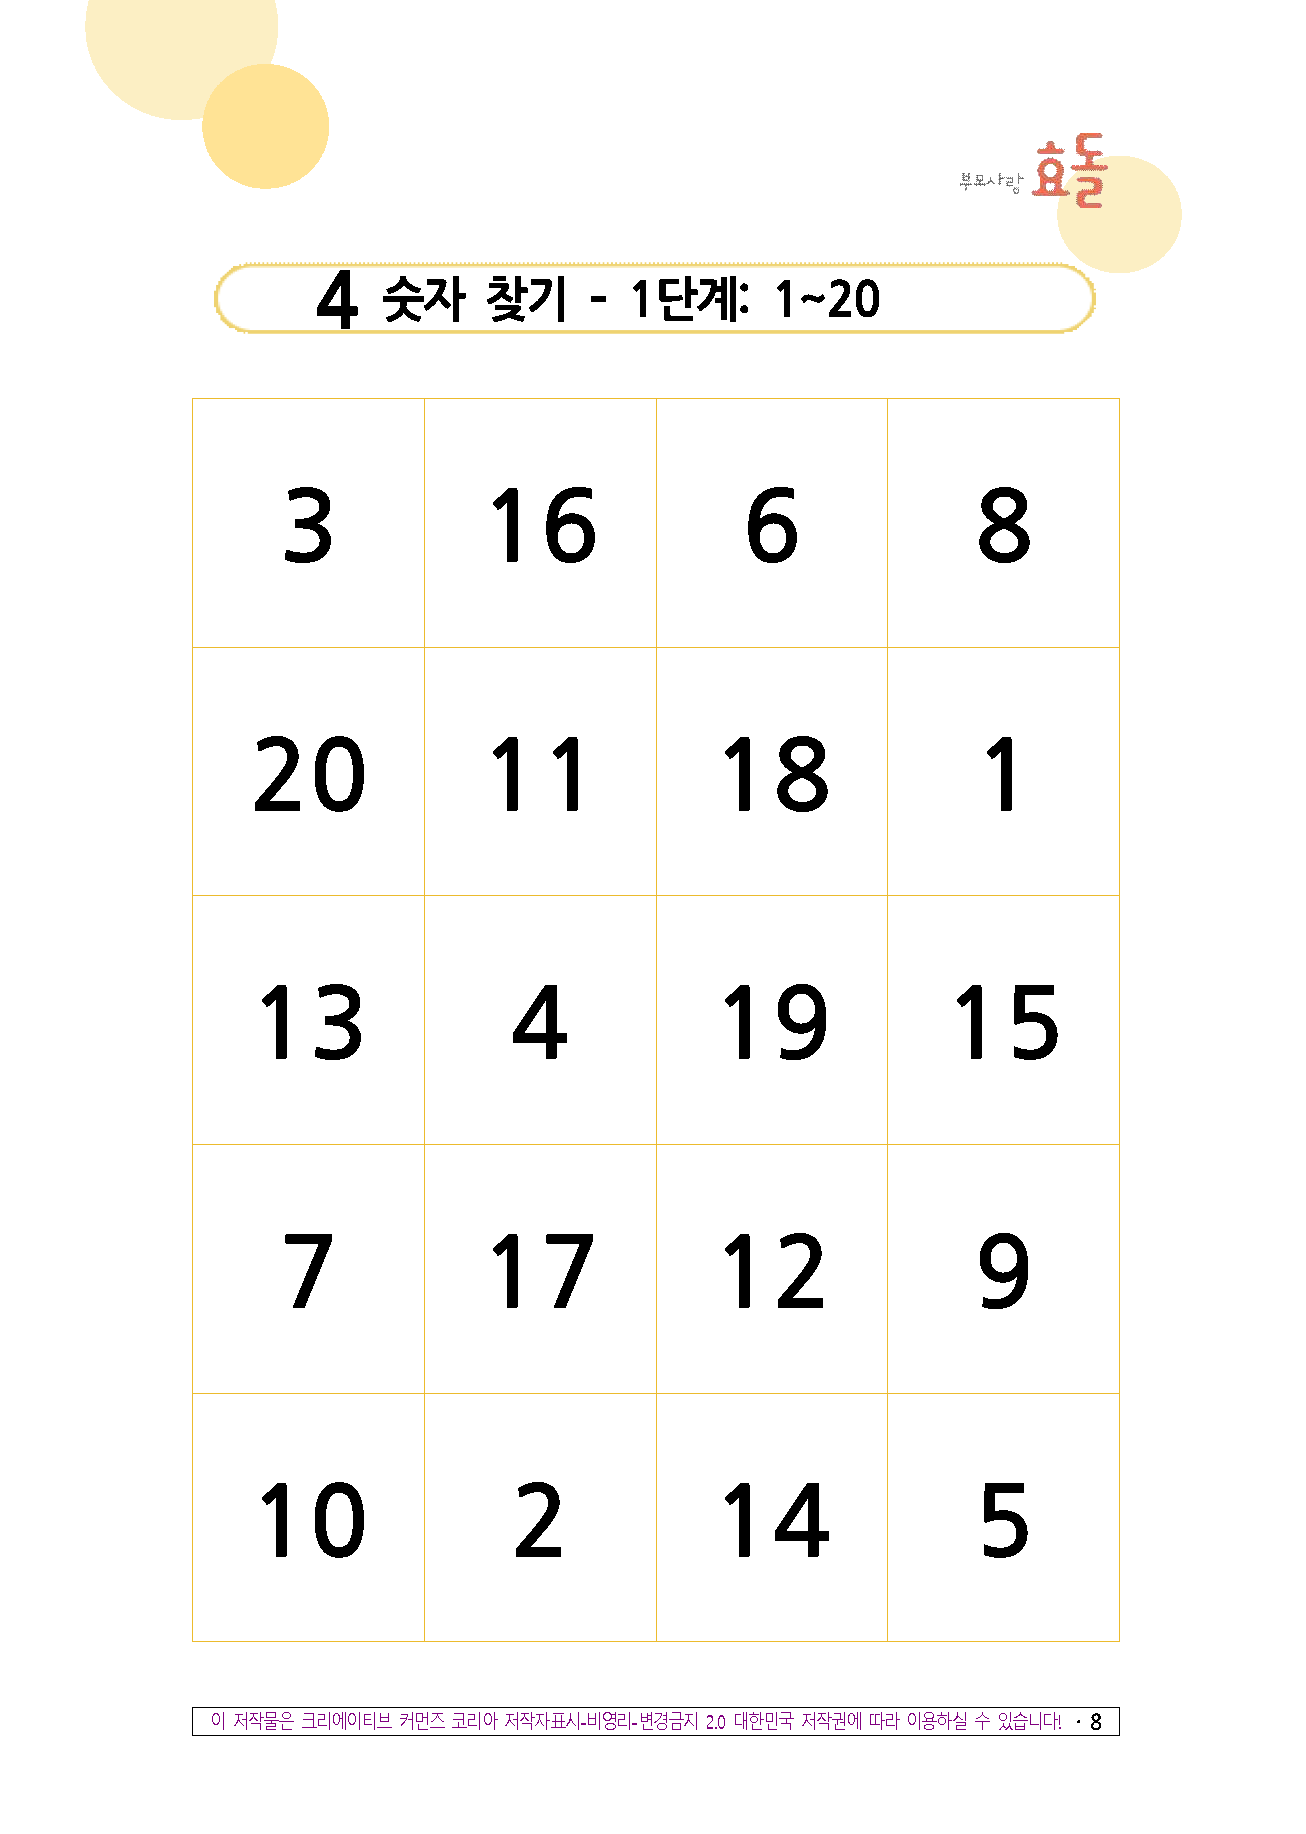 부모사랑 효돌
4 숫자 찾기 - 1단계: 1~20
3 16 6 8
20 11 18 1
13 4 19 15
7 17 12 9
10 2 14 5
이 저작물은 크리에이티브 커먼즈 코리아 저작자표시-비영리-변경금지 2.0 대한민국 저작권에 따라 이용하실 수 있습니다! · 8